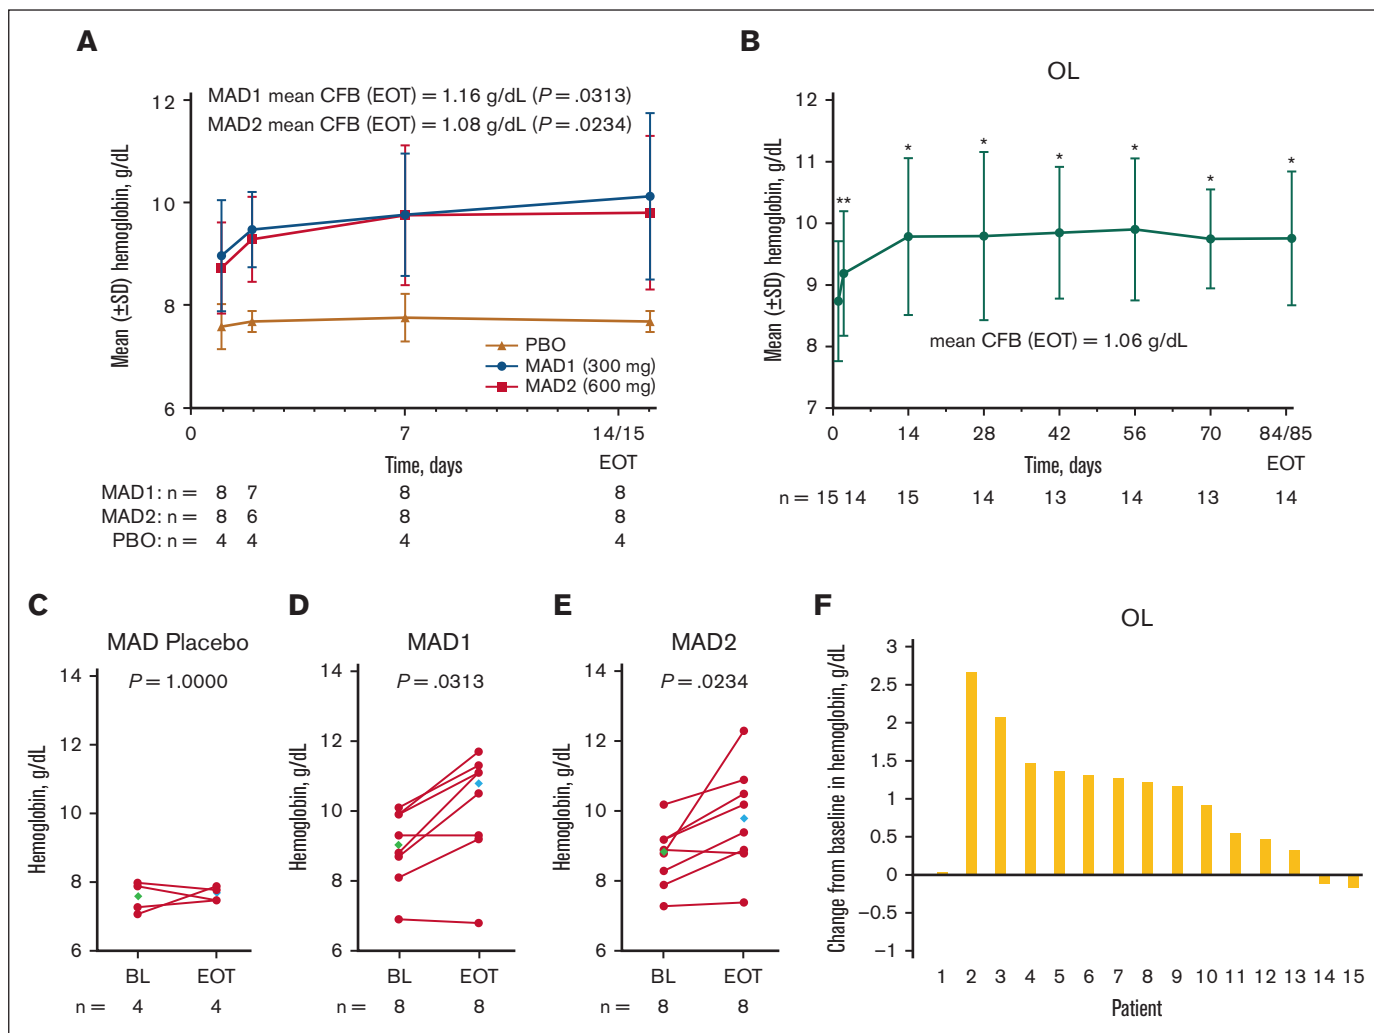 A
MAD1 mean CFB (EOT) = 1.16 g/dL (P = .0313)
MAD2 mean CFB (EOT) = 1.08 g/dL (P = .0234)
Mean (±SD) hemoglobin, g/dL
12
10
8
6
PBO
MAD1 (300 mg)
MAD2 (600 mg)
0 7 14/15
Time, days EOT
MAD1: n = 8 7 8 8
MAD2: n = 8 6 8 8
PBO: n = 4 4 4 4
B
OL
Mean (±SD) hemoglobin, g/dL
12
11
10
9
8
7
** * * * * * *
mean CFB (EOT) = 1.06 g/dL
0 14 28 42 56 70 84/85
Time, days EOT
n = 15 14 15 14 13 14 13 14
C
MAD Placebo
P = 1.0000
Hemoglobin, g/dL
14
12
10
8
6
BL EOT
n = 4 4
D
MAD1
P = .0313
Hemoglobin, g/dL
14
12
10
8
6
BL EOT
n = 8 8
E
MAD2
P = .0234
Hemoglobin, g/dL
14
12
10
8
6
BL EOT
n = 8 8
F
OL
Change from baseline in hemoglobin, g/dL
3
2.5
2
1.5
1
0.5
0
−0.5
−1
1 2 3 4 5 6 7 8 9 10 11 12 13 14 15
Patient